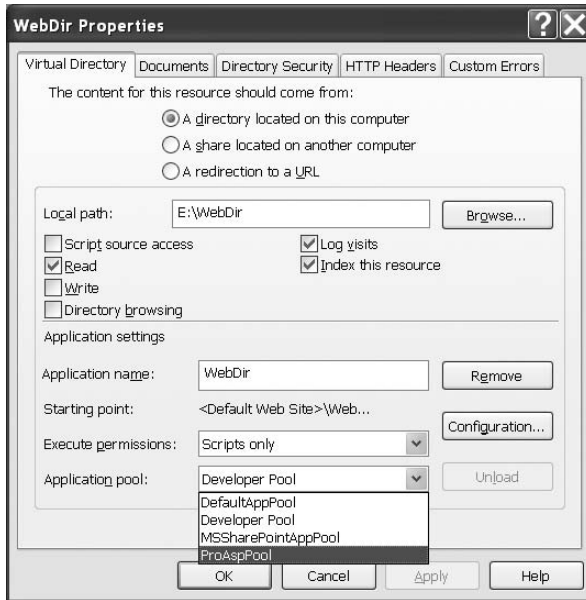 WebDir Properties
Virtual Directory Documents Directory Security HTTP Headers Custom Errors
The content for this resource should come from:
A directory located on this computer
A share located on another computer
A redirection to a URL
Local path: E:\WebDir Browse...
Script source access Log visits
Read Index this resource
Write
Directory browsing
Application settings
Application name: WebDir Remove
Starting point: <Default Web Site>\Web...
Configuration...
Execute permissions: Scripts only
Application pool: Developer Pool Unload
DefaultAppPool
Developer Pool
MSSharePointAppPool
ProAspPool
OK Cancel Apply Help